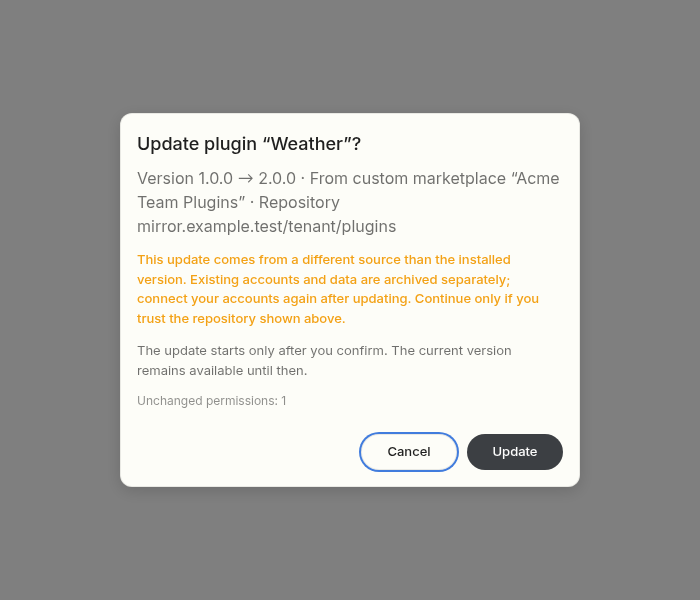 Update plugin “Weather”?
Version 1.0.0 → 2.0.0 · From custom marketplace “Acme
Team Plugins” · Repository
mirror.example.test/tenant/plugins
This update comes from a different source than the installed
version. Existing accounts and data are archived separately;
connect your accounts again after updating. Continue only if you
trust the repository shown above.
The update starts only after you confirm. The current version
remains available until then.
Unchanged permissions: 1
Cancel
Update